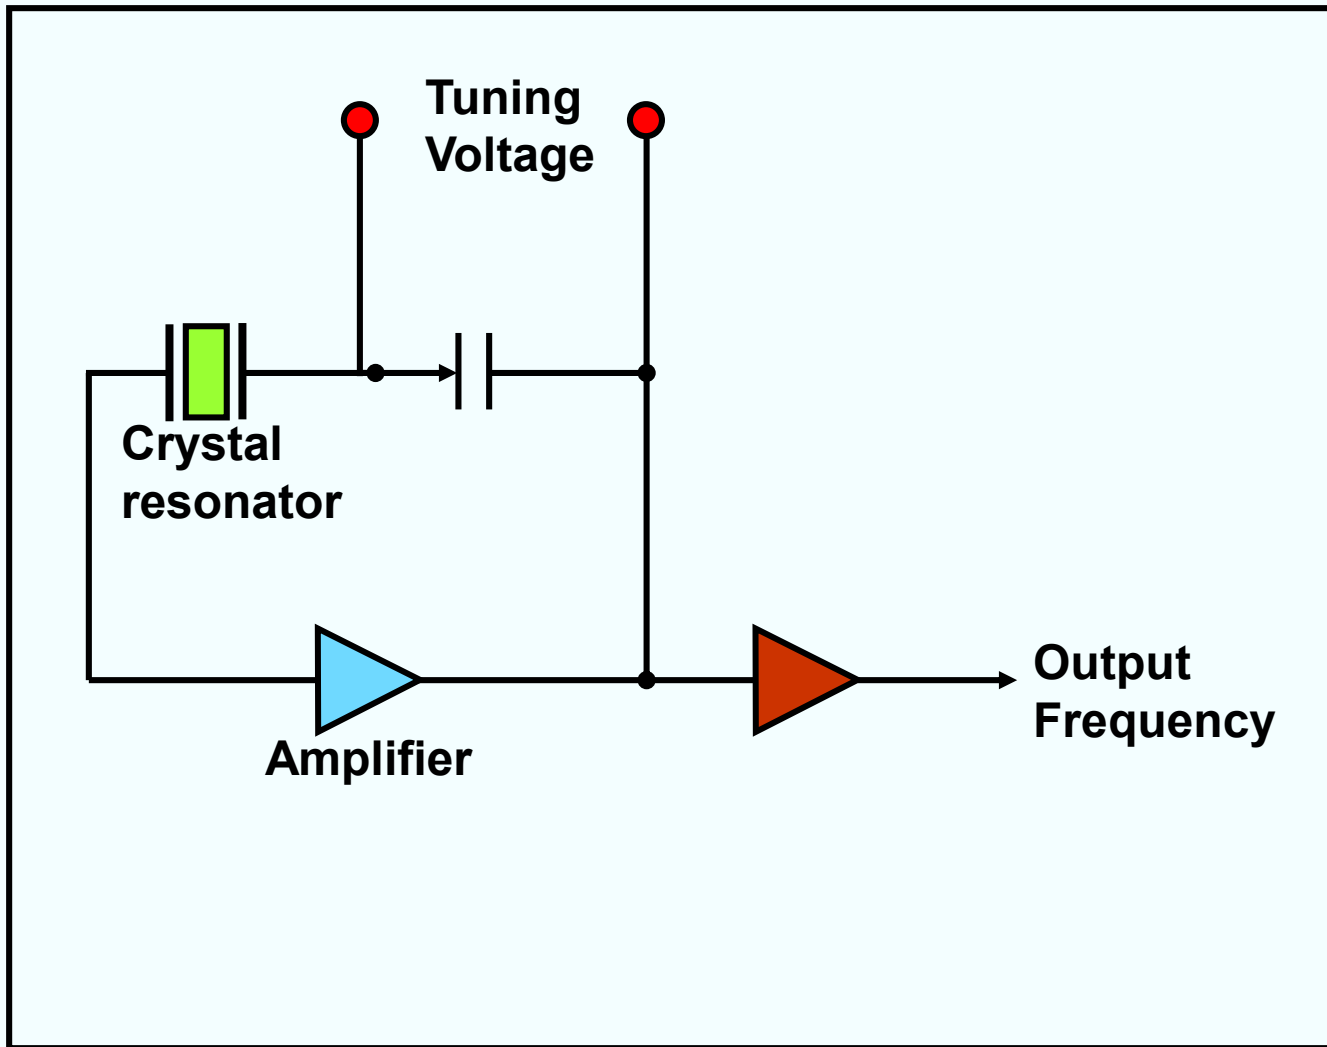 Tuning
Voltage
Crystal
resonator
Amplifier
Output
Frequency